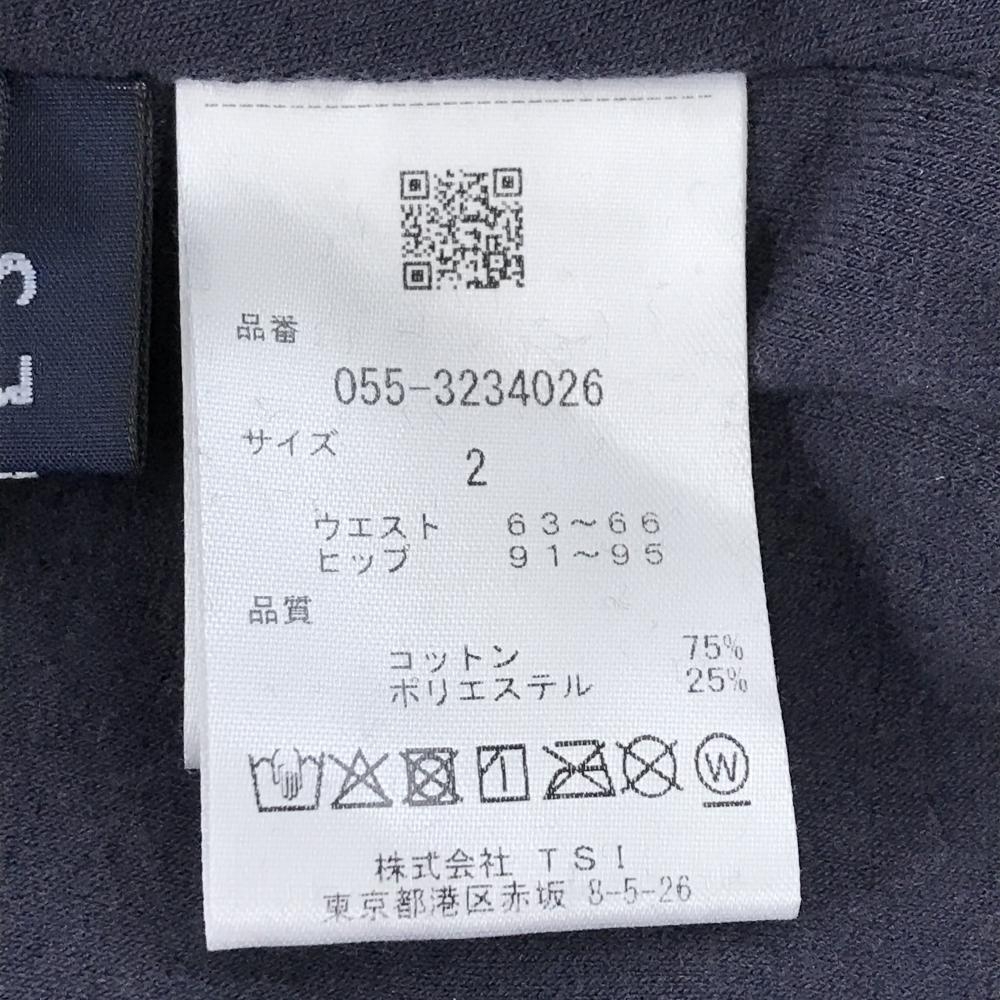 品番
055-3234026
サイズ
2
ウエスト 63~66
ヒップ 91~95
品質
コットン 75%
ポリエステル 25%
W
株式会社 TSI
東京都港区赤坂 8-5-26